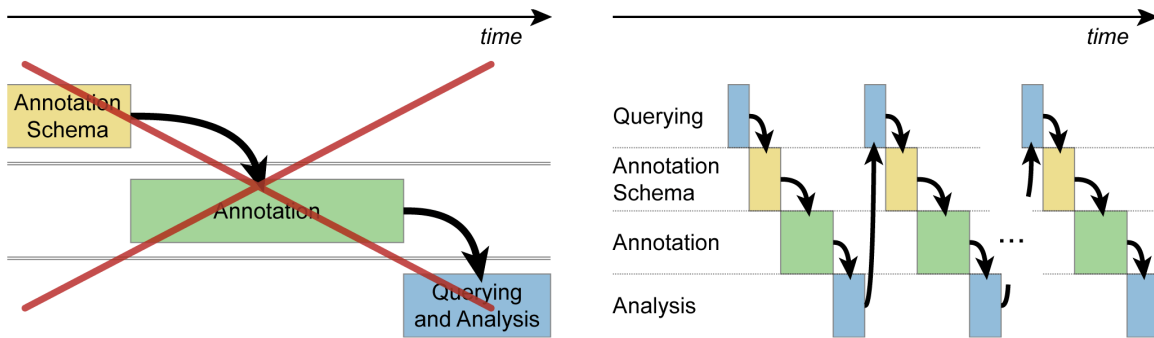 time
Annotation
Schema
Annotation
Querying
and Analysis
time
Querying
Annotation
Schema
Annotation
...
Analysis